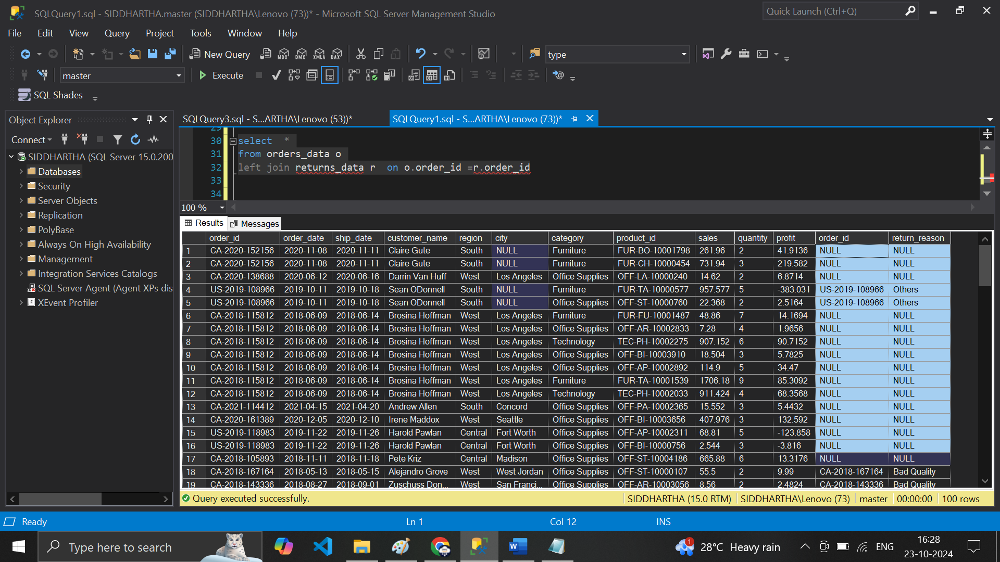 SQLQuery1.sql - SIDDHARTHA.master (SIDDHARTHA\Lenovo (73))* - Microsoft SQL Server Management Studio
Quick Launch (Ctrl+Q)
File Edit View Query Project Tools Window Help
New Query MDX DMX XMLA DAX type
master Execute
SQL Shades
Object Explorer
Connect
SIDDHARTHA (SQL Server 15.0.200
Databases
Security
Server Objects
Replication
PolyBase
Always On High Availability
Management
Integration Services Catalogs
SQL Server Agent (Agent XPs dis
XEvent Profiler
SQLQuery3.sql - S...ARTHA\Lenovo (53))* SQLQuery1.sql - S...ARTHA\Lenovo (73))*
29
30 select  *
31 from orders_data o
32 left join returns_data r  on o.order_id =r.order_id
33
34
100 %
Results Messages
order_id order_date ship_date customer_name region city category product_id sales quantity profit order_id return_reason
1 CA-2020-152156 2020-11-08 2020-11-11 Claire Gute South NULL Furniture FUR-BO-10001798 261.96 2 41.9136 NULL NULL
2 CA-2020-152156 2020-11-08 2020-11-11 Claire Gute South NULL Furniture FUR-CH-10000454 731.94 3 219.582 NULL NULL
3 CA-2020-138688 2020-06-12 2020-06-16 Darrin Van Huff West Los Angeles Office Supplies OFF-LA-10000240 14.62 2 6.8714 NULL NULL
4 US-2019-108966 2019-10-11 2019-10-18 Sean ODonnell South NULL Furniture FUR-TA-10000577 957.577 5 -383.031 US-2019-108966 Others
5 US-2019-108966 2019-10-11 2019-10-18 Sean ODonnell South NULL Office Supplies OFF-ST-10000760 22.368 2 2.5164 US-2019-108966 Others
6 CA-2018-115812 2018-06-09 2018-06-14 Brosina Hoffman West Los Angeles Furniture FUR-FU-10001487 48.86 7 14.1694 NULL NULL
7 CA-2018-115812 2018-06-09 2018-06-14 Brosina Hoffman West Los Angeles Office Supplies OFF-AR-10002833 7.28 4 1.9656 NULL NULL
8 CA-2018-115812 2018-06-09 2018-06-14 Brosina Hoffman West Los Angeles Technology TEC-PH-10002275 907.152 6 90.7152 NULL NULL
9 CA-2018-115812 2018-06-09 2018-06-14 Brosina Hoffman West Los Angeles Office Supplies OFF-BI-10003910 18.504 3 5.7825 NULL NULL
10 CA-2018-115812 2018-06-09 2018-06-14 Brosina Hoffman West Los Angeles Office Supplies OFF-AP-10002892 114.9 5 34.47 NULL NULL
11 CA-2018-115812 2018-06-09 2018-06-14 Brosina Hoffman West Los Angeles Furniture FUR-TA-10001539 1706.18 9 85.3092 NULL NULL
12 CA-2018-115812 2018-06-09 2018-06-14 Brosina Hoffman West Los Angeles Technology TEC-PH-10002033 911.424 4 68.3568 NULL NULL
13 CA-2021-114412 2021-04-15 2021-04-20 Andrew Allen South Concord Office Supplies OFF-PA-10002365 15.552 3 5.4432 NULL NULL
14 CA-2020-161389 2020-12-05 2020-12-10 Irene Maddox West Seattle Office Supplies OFF-BI-10003656 407.976 3 132.592 NULL NULL
15 US-2019-118983 2019-11-22 2019-11-26 Harold Pawlan Central Fort Worth Office Supplies OFF-AP-10002311 68.81 5 -123.858 NULL NULL
16 US-2019-118983 2019-11-22 2019-11-26 Harold Pawlan Central Fort Worth Office Supplies OFF-BI-10000756 2.544 3 -3.816 NULL NULL
17 CA-2018-105893 2018-11-11 2018-11-18 Pete Kriz Central Madison Office Supplies OFF-ST-10004186 665.88 6 13.3176 NULL NULL
18 CA-2018-167164 2018-05-13 2018-05-15 Alejandro Grove West West Jordan Office Supplies OFF-ST-10000107 55.5 2 9.99 CA-2018-167164 Bad Quality
19 CA-2018-143336 2018-08-27 2018-09-01 Zuschuss Don... West San Franci... Office Supplies OFF-AR-10003056 8.56 2 2.4824 CA-2018-143336 Bad Quality
Query executed successfully. SIDDHARTHA (15.0 RTM) SIDDHARTHA\Lenovo (73) master 00:00:00 100 rows
Ready Ln 1 Col 12 INS
Type here to search
1 28°C Heavy rain ENG 16:28
23-10-2024